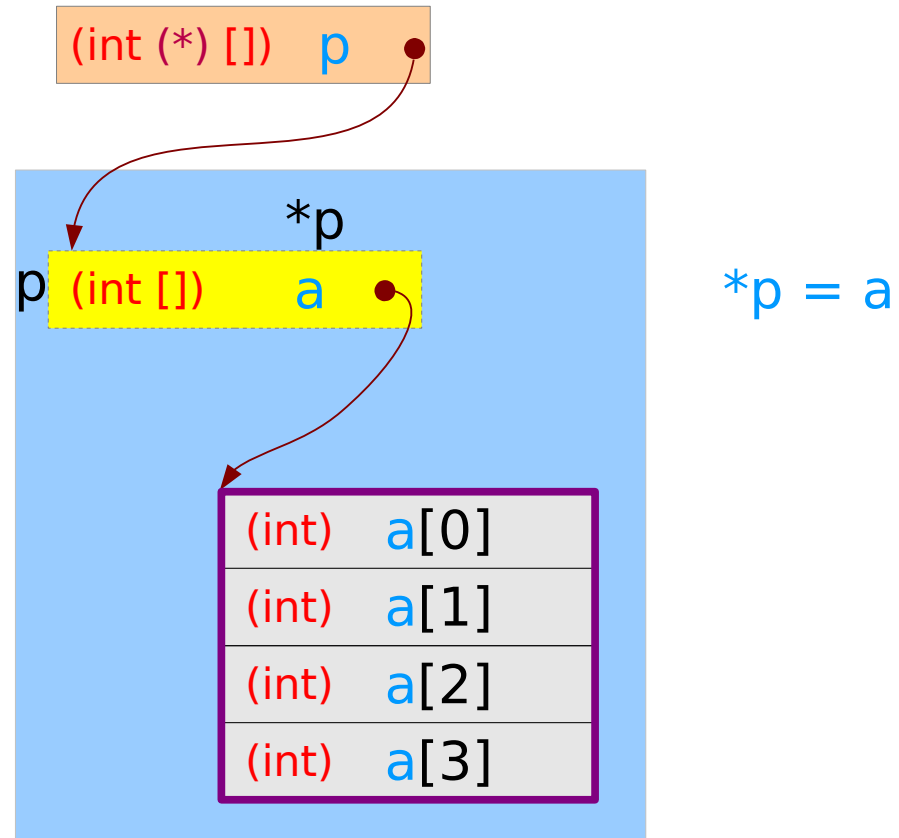 (int (*) []) p
*p
p (int []) a
*p = a
(int) a[0]
(int) a[1]
(int) a[2]
(int) a[3]